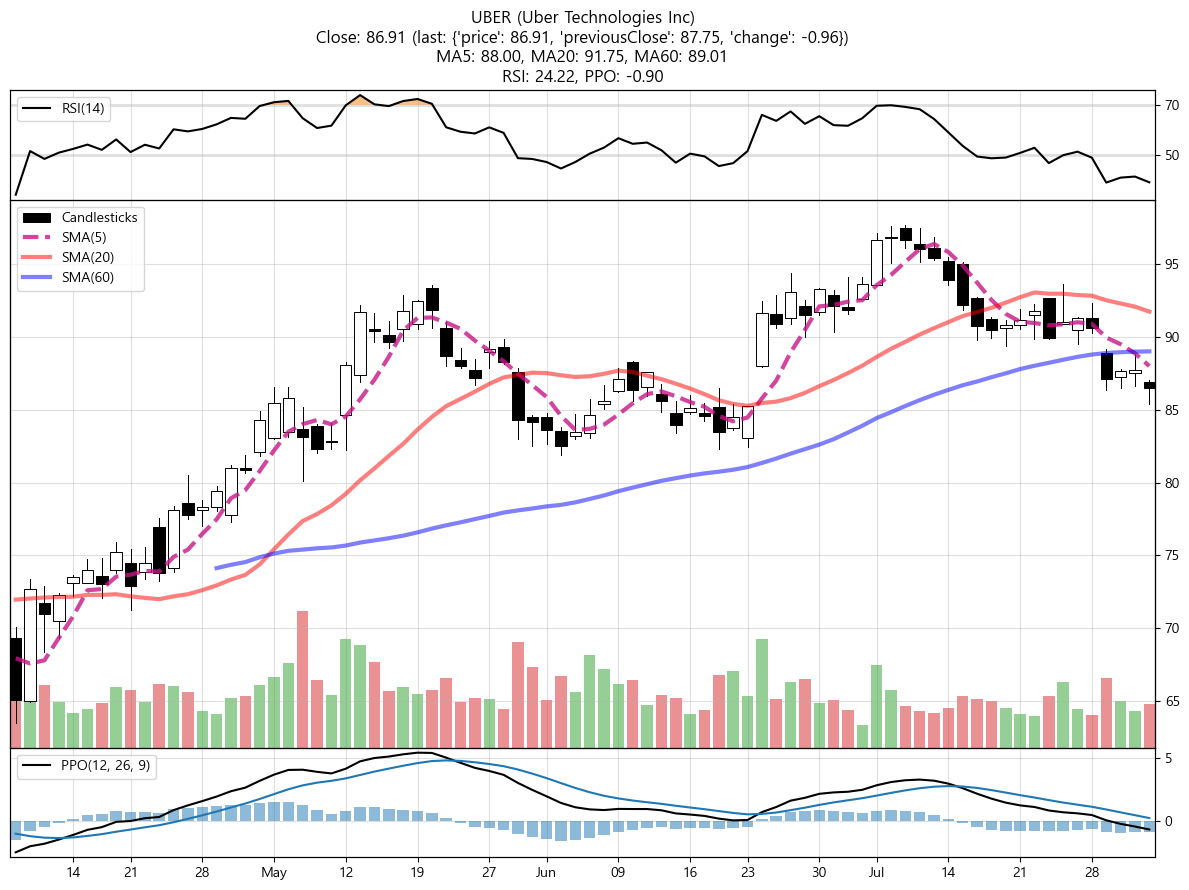 UBER (Uber Technologies Inc)
Close: 86.91 (last: {'price': 86.91, 'previousClose': 87.75, 'change': -0.96})
MA5: 88.00, MA20: 91.75, MA60: 89.01
RSI: 24.22, PPO: -0.90
RSI(14)
70
50
Candlesticks
SMA(5)
SMA(20)
SMA(60)
95
90
85
80
75
70
65
PPO(12, 26, 9)
5
0
14 21 28 May 12 19 27 Jun 09 16 23 30 Jul 14 21 28